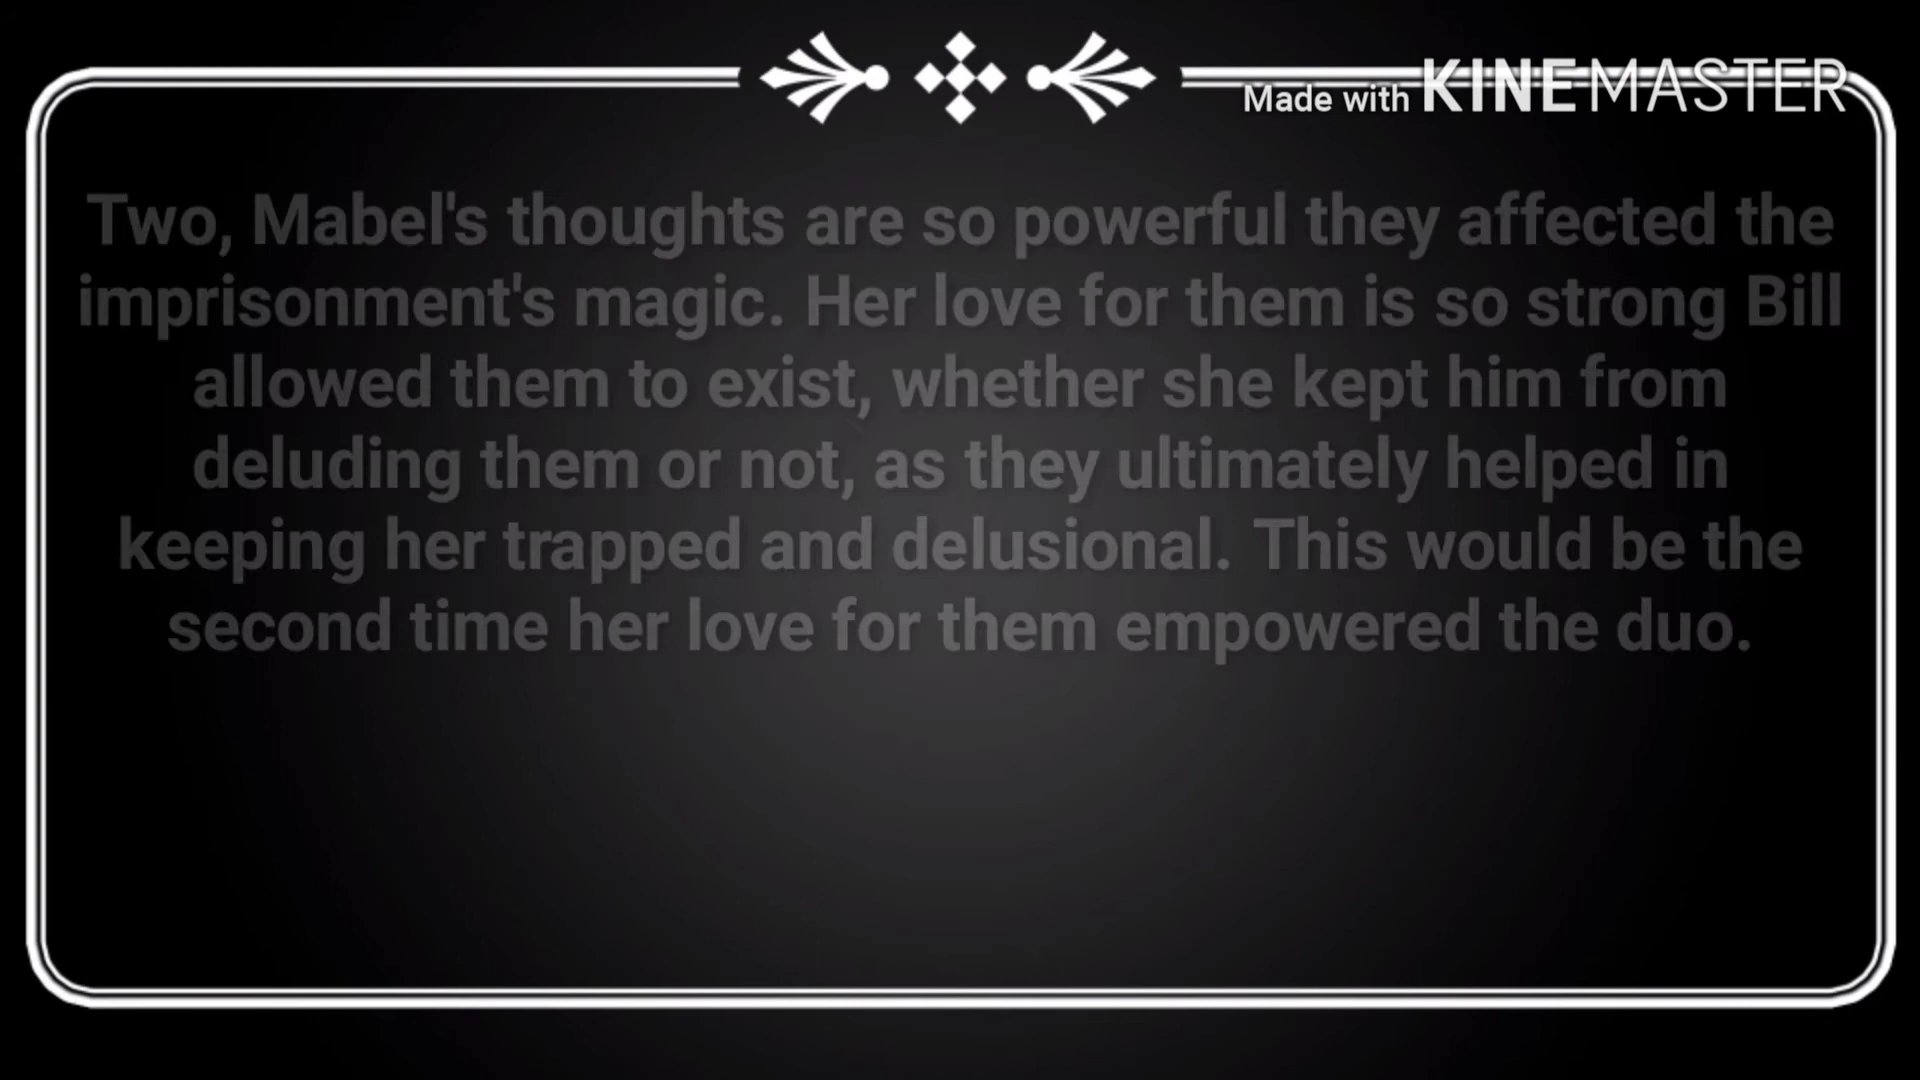 Made with KINEMASTER
Two, Mabel's thoughts are so powerful they affected the
imprisonment's magic. Her love for them is so strong Bill
allowed them to exist, whether she kept him from
deluding them or not, as they ultimately helped in
keeping her trapped and delusional. This would be the
second time her love for them empowered the duo.